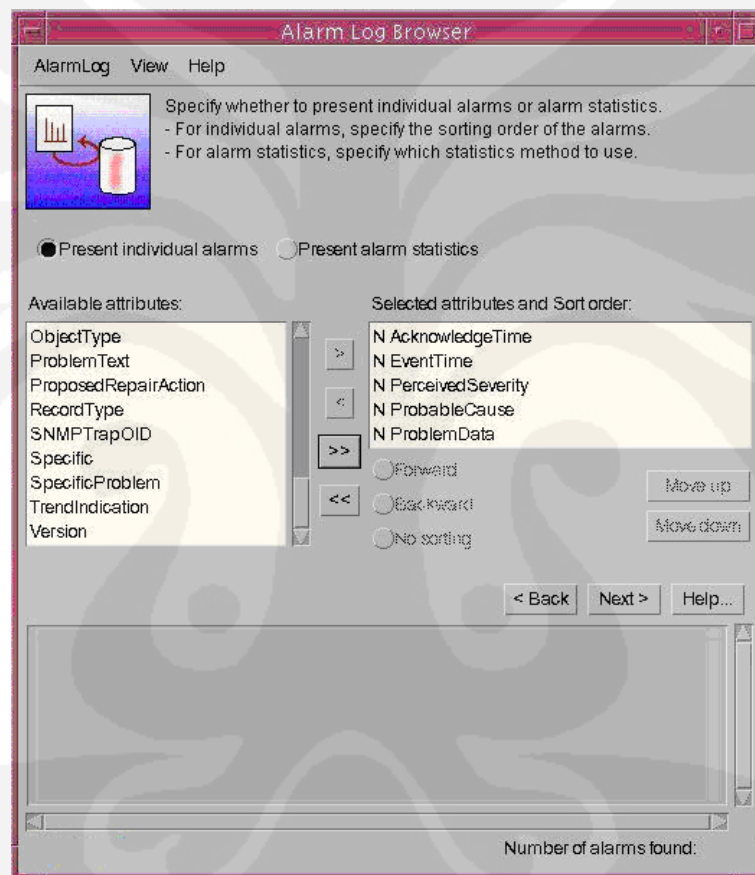 Alarm Log Browser
AlarmLog View Help
Specify whether to present individual alarms or alarm statistics.
- For individual alarms, specify the sorting order of the alarms.
- For alarm statistics, specify which statistics method to use.
Present individual alarms Present alarm statistics
Available attributes:
ObjectType
ProblemText
ProposedRepairAction
RecordType
SNMPTrapOID
Specific
SpecificProblem
TrendIndication
Version
>
<
>>
<<
Selected attributes and Sort order:
N AcknowledgeTime
N EventTime
N PerceivedSeverity
N ProbableCause
N ProblemData
Forward
Backward
No sorting
Move up
Move down
< Back Next > Help...
Number of alarms found: